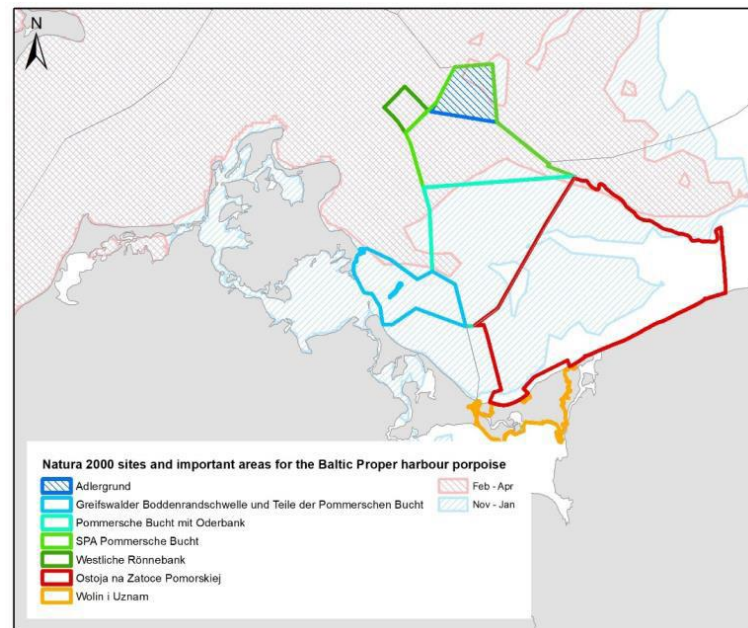 N
Natura 2000 sites and important areas for the Baltic Proper harbour porpoise
Adlergrund
Greifswalder Boddenrandschwelle und Teile der Pommerschen Bucht
Pommersche Bucht mit Oderbank
SPA Pommersche Bucht
Westliche Rönnebank
Ostoja na Zatoce Pomorskiej
Wolin i Uznam
Feb - Apr
Nov - Jan